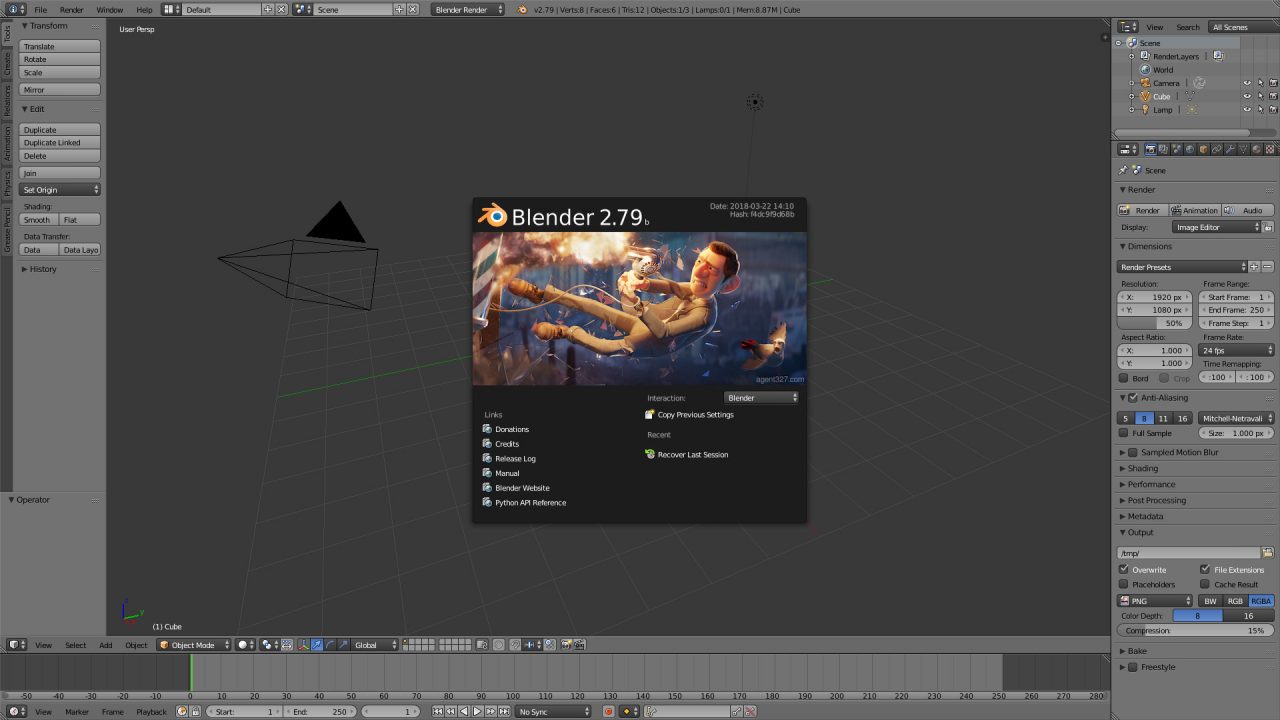 File Render Window Help Default Scene Blender Render v2.79 | Verts:8 | Faces:6 | Tris:12 | Objects:1/3 | Lamps:0/1 | Mem:8.87M | Cube
Tools
Create
Relations
Animation
Physics
Grease Pencil
Transform
Translate
Rotate
Scale
Mirror
Edit
Duplicate
Duplicate Linked
Delete
Join
Set Origin
Shading:
Smooth Flat
Data Transfer:
Data Data Layo
History
Operator
User Persp
Blender 2.79 b
Date: 2018-03-22 14:10
Hash: f4dc9f9d68b
agent327.com
Interaction: Blender
Links
Donations
Credits
Release Log
Manual
Blender Website
Python API Reference
Copy Previous Settings
Recent
Recover Last Session
(1) Cube
View Select Add Object Object Mode Global
-50 -40 -30 -20 -10 0 10 20 30 40 50 60 70 80 90 100 110 120 130 140 150 160 170 180 190 200 210 220 230 240 250 260 270 280
View Marker Frame Playback Start: 1 End: 250 1 No Sync
View Search All Scenes
Scene
RenderLayers
World
Camera
Cube
Lamp
Scene
Render
Render Animation Audio
Display: Image Editor
Dimensions
Render Presets
Resolution: Frame Range:
X: 1920 px Start Frame: 1
Y: 1080 px End Frame: 250
50% Frame Step: 1
Aspect Ratio: Frame Rate:
X: 1.000 24 fps
Y: 1.000 Time Remapping:
Bord Crop :100 : 100
Anti-Aliasing
5 8 11 16 Mitchell-Netravali
Full Sample Size: 1.000 px
Sampled Motion Blur
Shading
Performance
Post Processing
Metadata
Output
/tmp/
Overwrite File Extensions
Placeholders Cache Result
PNG BW RGB RGBA
Color Depth: 8 16
Compression: 15%
Bake
Freestyle